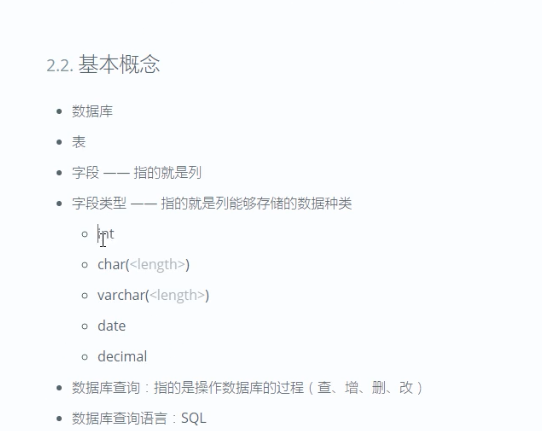 2.2. 基本概念
数据库
表
字段 —— 指的就是列
字段类型 —— 指的就是列能够存储的数据种类
int
char(<length>)
varchar(<length>)
date
decimal
数据库查询：指的是操作数据库的过程（查、增、删、改）
数据库查询语言：SQL